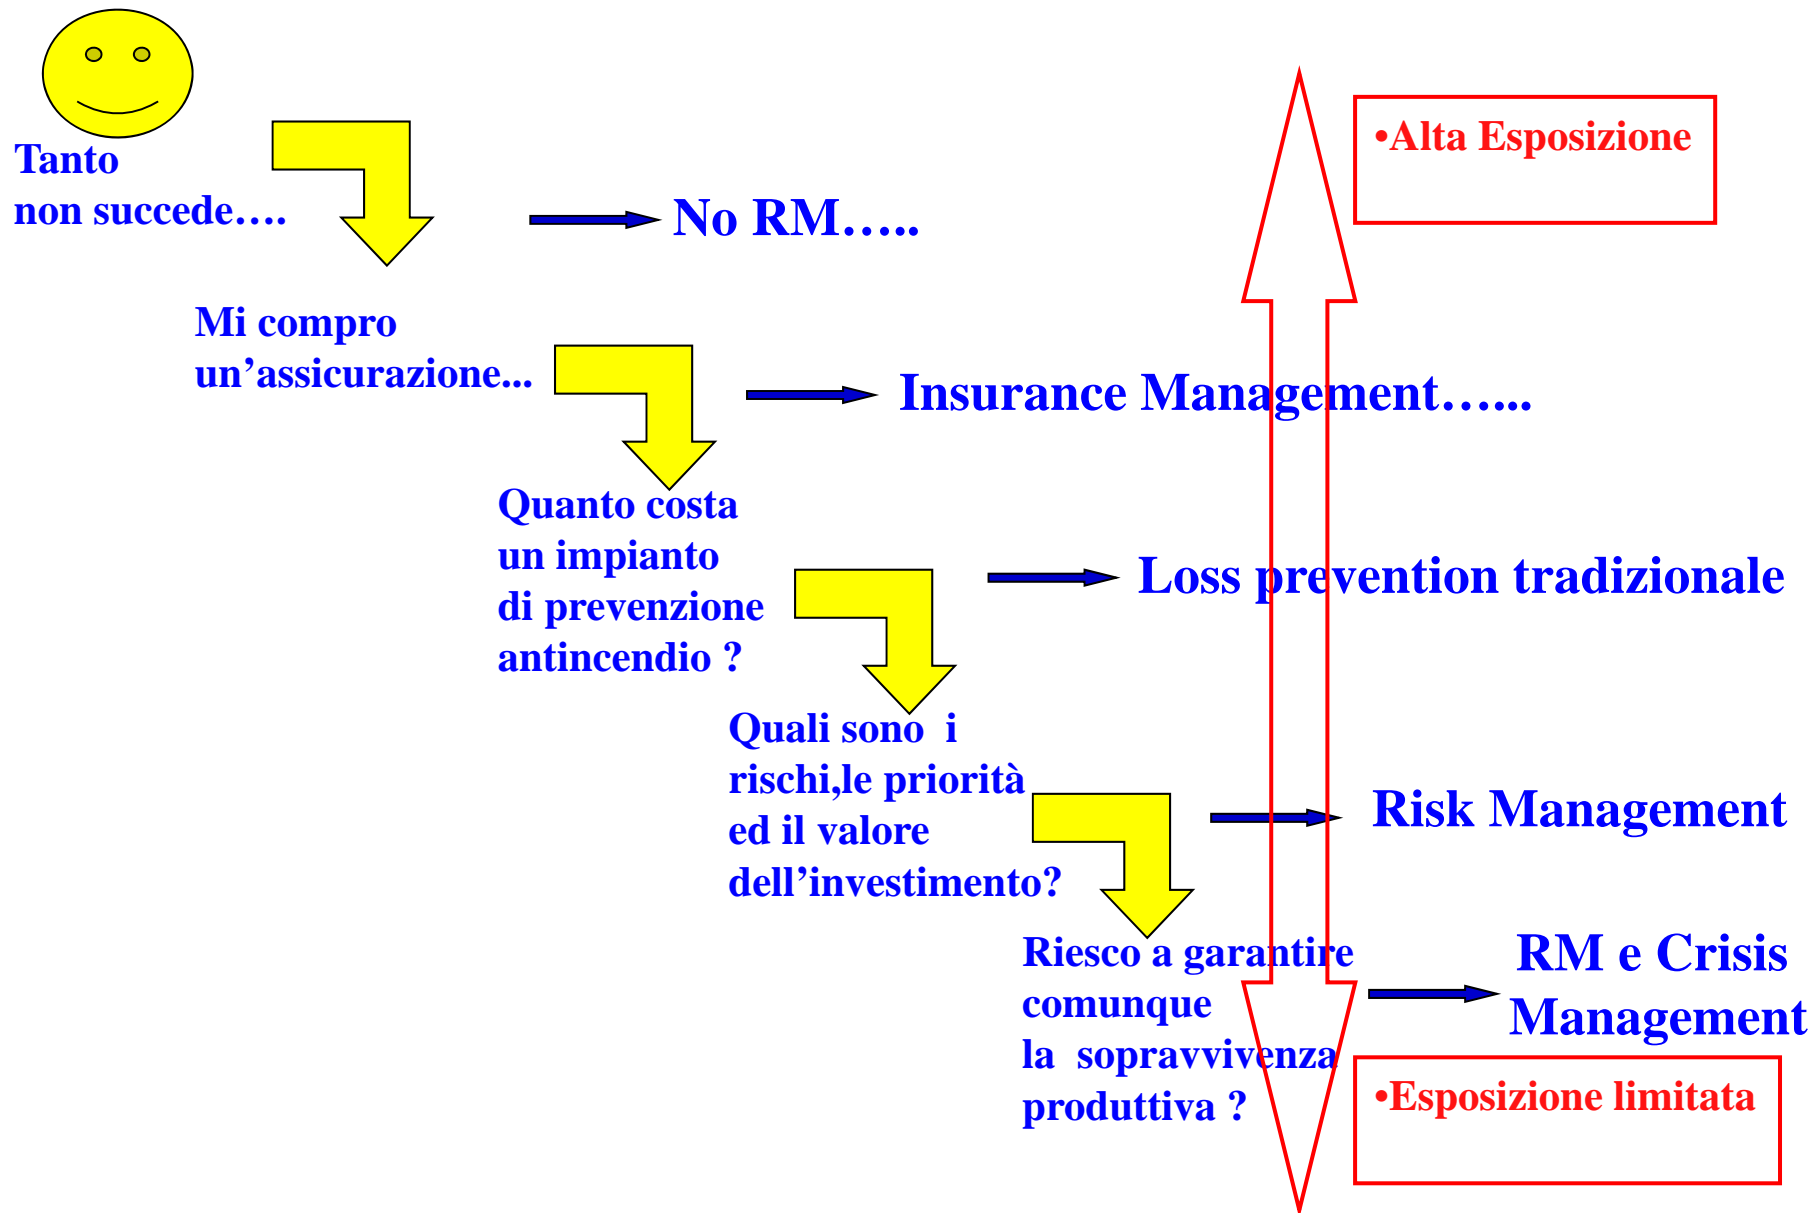 Tanto
non succede….
•Alta Esposizione
No RM…..
Mi compro
un’assicurazione...
Insurance Management…...
Quanto costa
un impianto
di prevenzione
antincendio ?
Loss prevention tradizionale
Quali sono  i
rischi,le priorità
ed il valore
dell’investimento?
Risk Management
Riesco a garantire
comunque
la  sopravvivenza
produttiva ?
RM e Crisis
Management
•Esposizione limitata